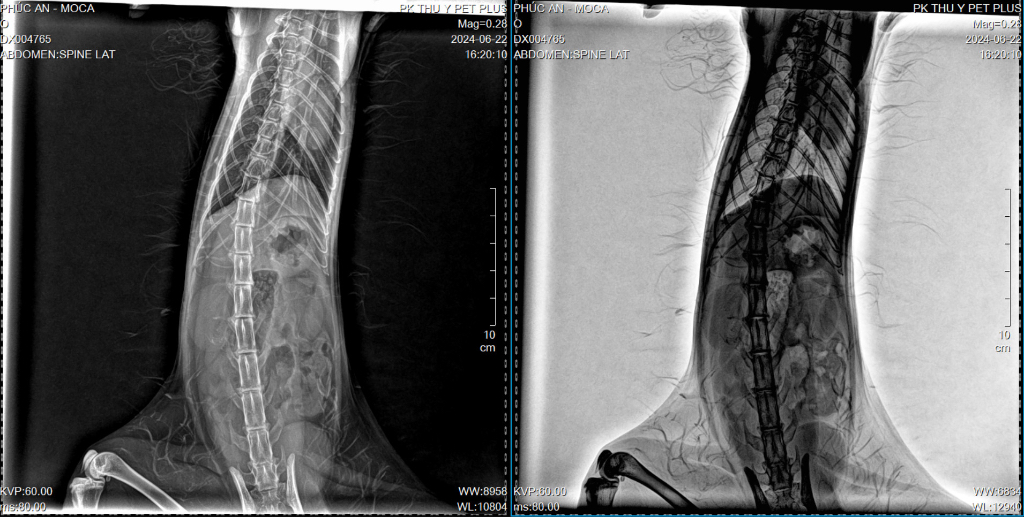 PHÚC AN - MOCA
PK THU Y PET PLUS
O
Mag=0.28
DX004765
2024-06-22
ABDOMEN:SPINE LAT
16:20:10
10
cm
KVP:60.00
WW:8958
ms:80.00
WL:10804
PHÚC AN - MOCA
PK THU Y PET PLUS
O
Mag=0.28
DX004765
2024-06-22
ABDOMEN:SPINE LAT
16:20:10
10
cm
KVP:60.00
WW:6834
ms:80.00
WL:12940